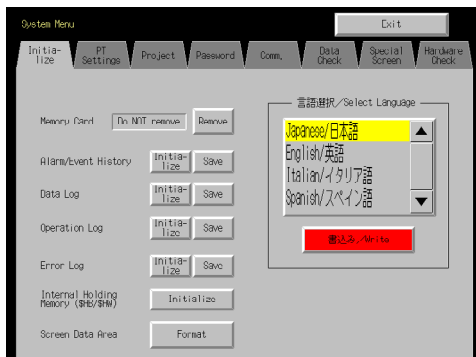 System Menu
Exit
Initia-
lize
PT
Settings
Project
Password
Comm.
Data
Check
Special
Screen
Hardware
Check
Memory Card
Do NOT remove
Remove
Alarm/Event History
Initia-
lize
Save
Data Log
Initia-
lize
Save
Operation Log
Initia-
lize
Save
Error Log
Initia-
lize
Save
Internal Holding
Memory ($HB/$HW)
Initialize
Screen Data Area
Format
言語選択/Select Language
Japanese/日本語
English/英語
Italian/イタリア語
Spanish/スペイン語
書込み/Write